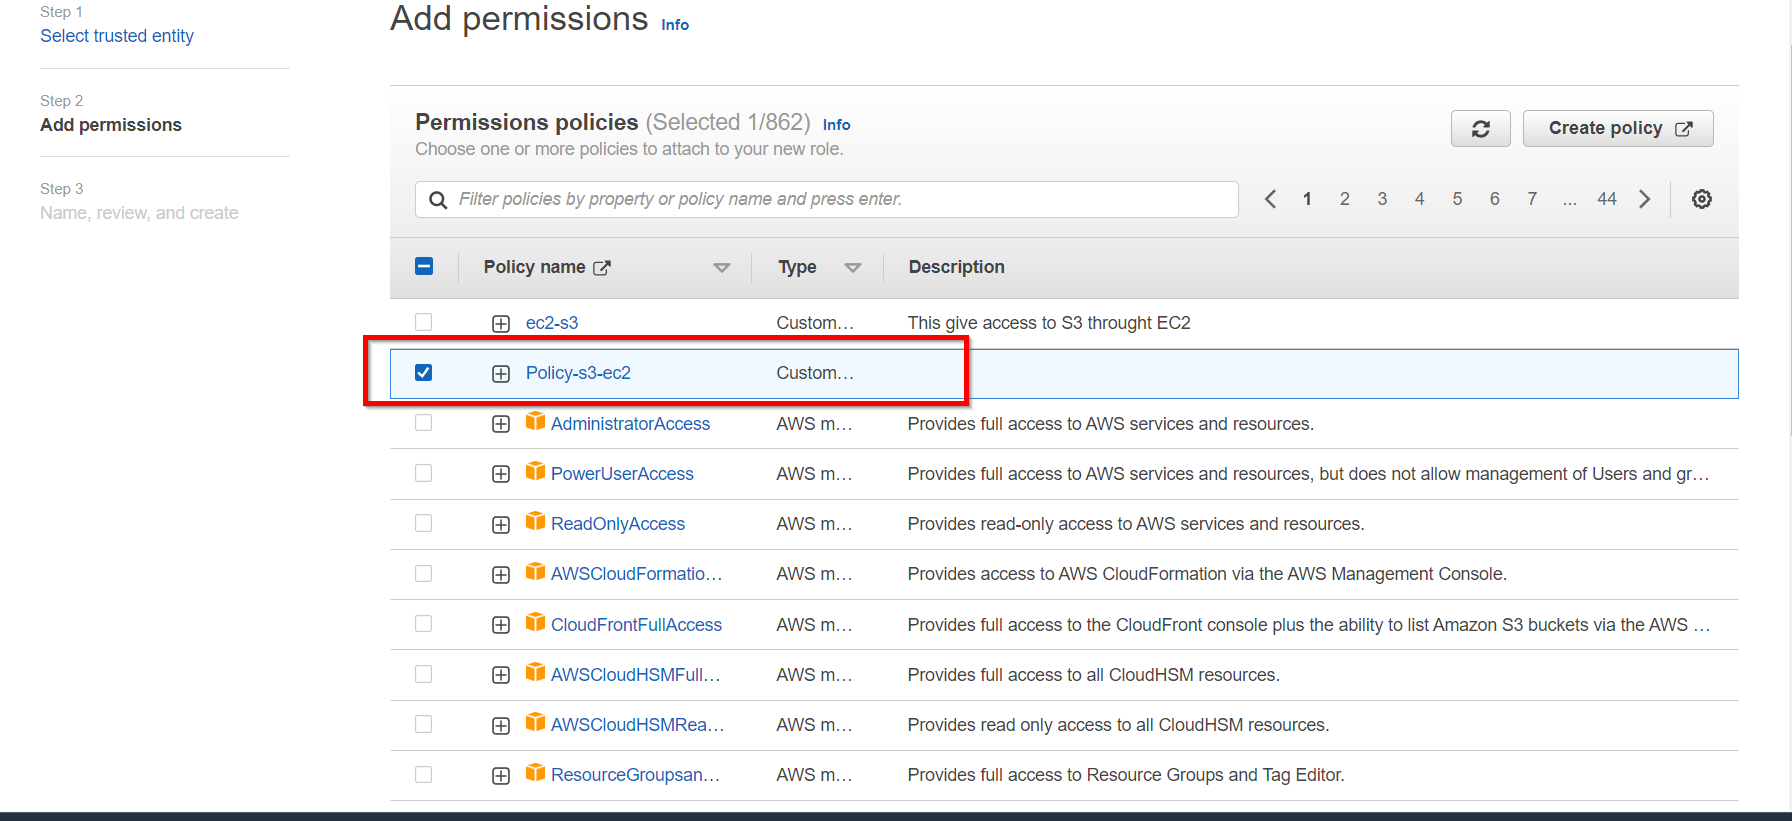 Step 1
Select trusted entity
Step 2
Add permissions
Step 3
Name, review, and create
Add permissions Info
Permissions policies (Selected 1/862) Info
Choose one or more policies to attach to your new role.
Create policy
Filter policies by property or policy name and press enter.
1 2 3 4 5 6 7 ... 44
Policy name Type Description
ec2-s3 Custom… This give access to S3 throught EC2
Policy-s3-ec2 Custom…
AdministratorAccess AWS m… Provides full access to AWS services and resources.
PowerUserAccess AWS m… Provides full access to AWS services and resources, but does not allow management of Users and gr…
ReadOnlyAccess AWS m… Provides read-only access to AWS services and resources.
AWSCloudFormatio… AWS m… Provides access to AWS CloudFormation via the AWS Management Console.
CloudFrontFullAccess AWS m… Provides full access to the CloudFront console plus the ability to list Amazon S3 buckets via the AWS …
AWSCloudHSMFull… AWS m… Provides full access to all CloudHSM resources.
AWSCloudHSMRea… AWS m… Provides read only access to all CloudHSM resources.
ResourceGroupsan… AWS m… Provides full access to Resource Groups and Tag Editor.